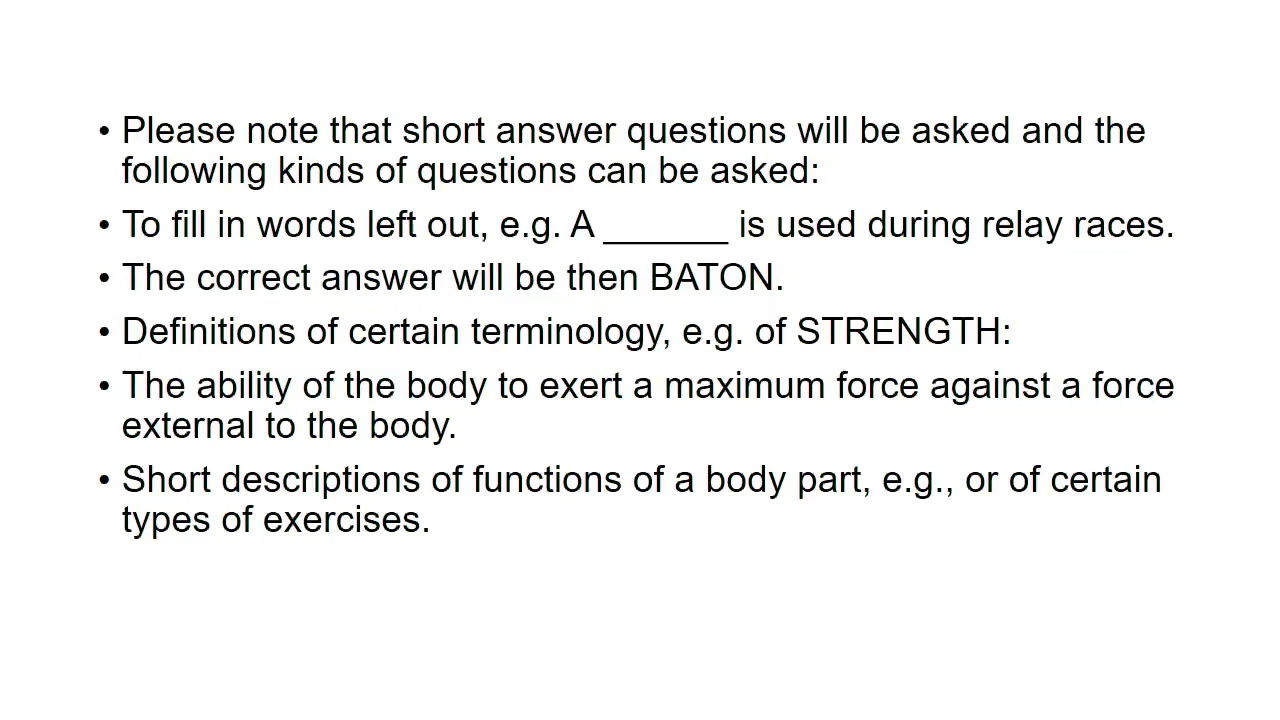 • Please note that short answer questions will be asked and the
following kinds of questions can be asked:
• To fill in words left out, e.g. A ______ is used during relay races.
• The correct answer will be then BATON.
• Definitions of certain terminology, e.g. of STRENGTH:
• The ability of the body to exert a maximum force against a force
external to the body.
• Short descriptions of functions of a body part, e.g., or of certain
types of exercises.